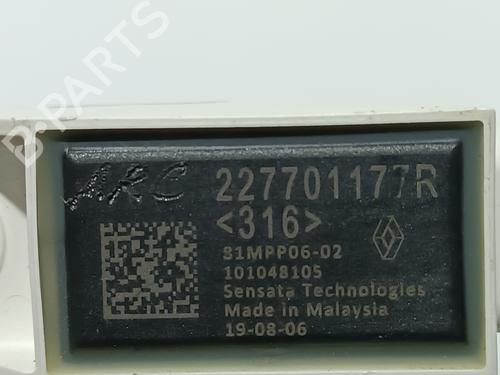 ARC 227701177R
<316>
81MPP06-02
101048105
Sensata Technologies
Made in Malaysia
19-08-06
B-PARTS